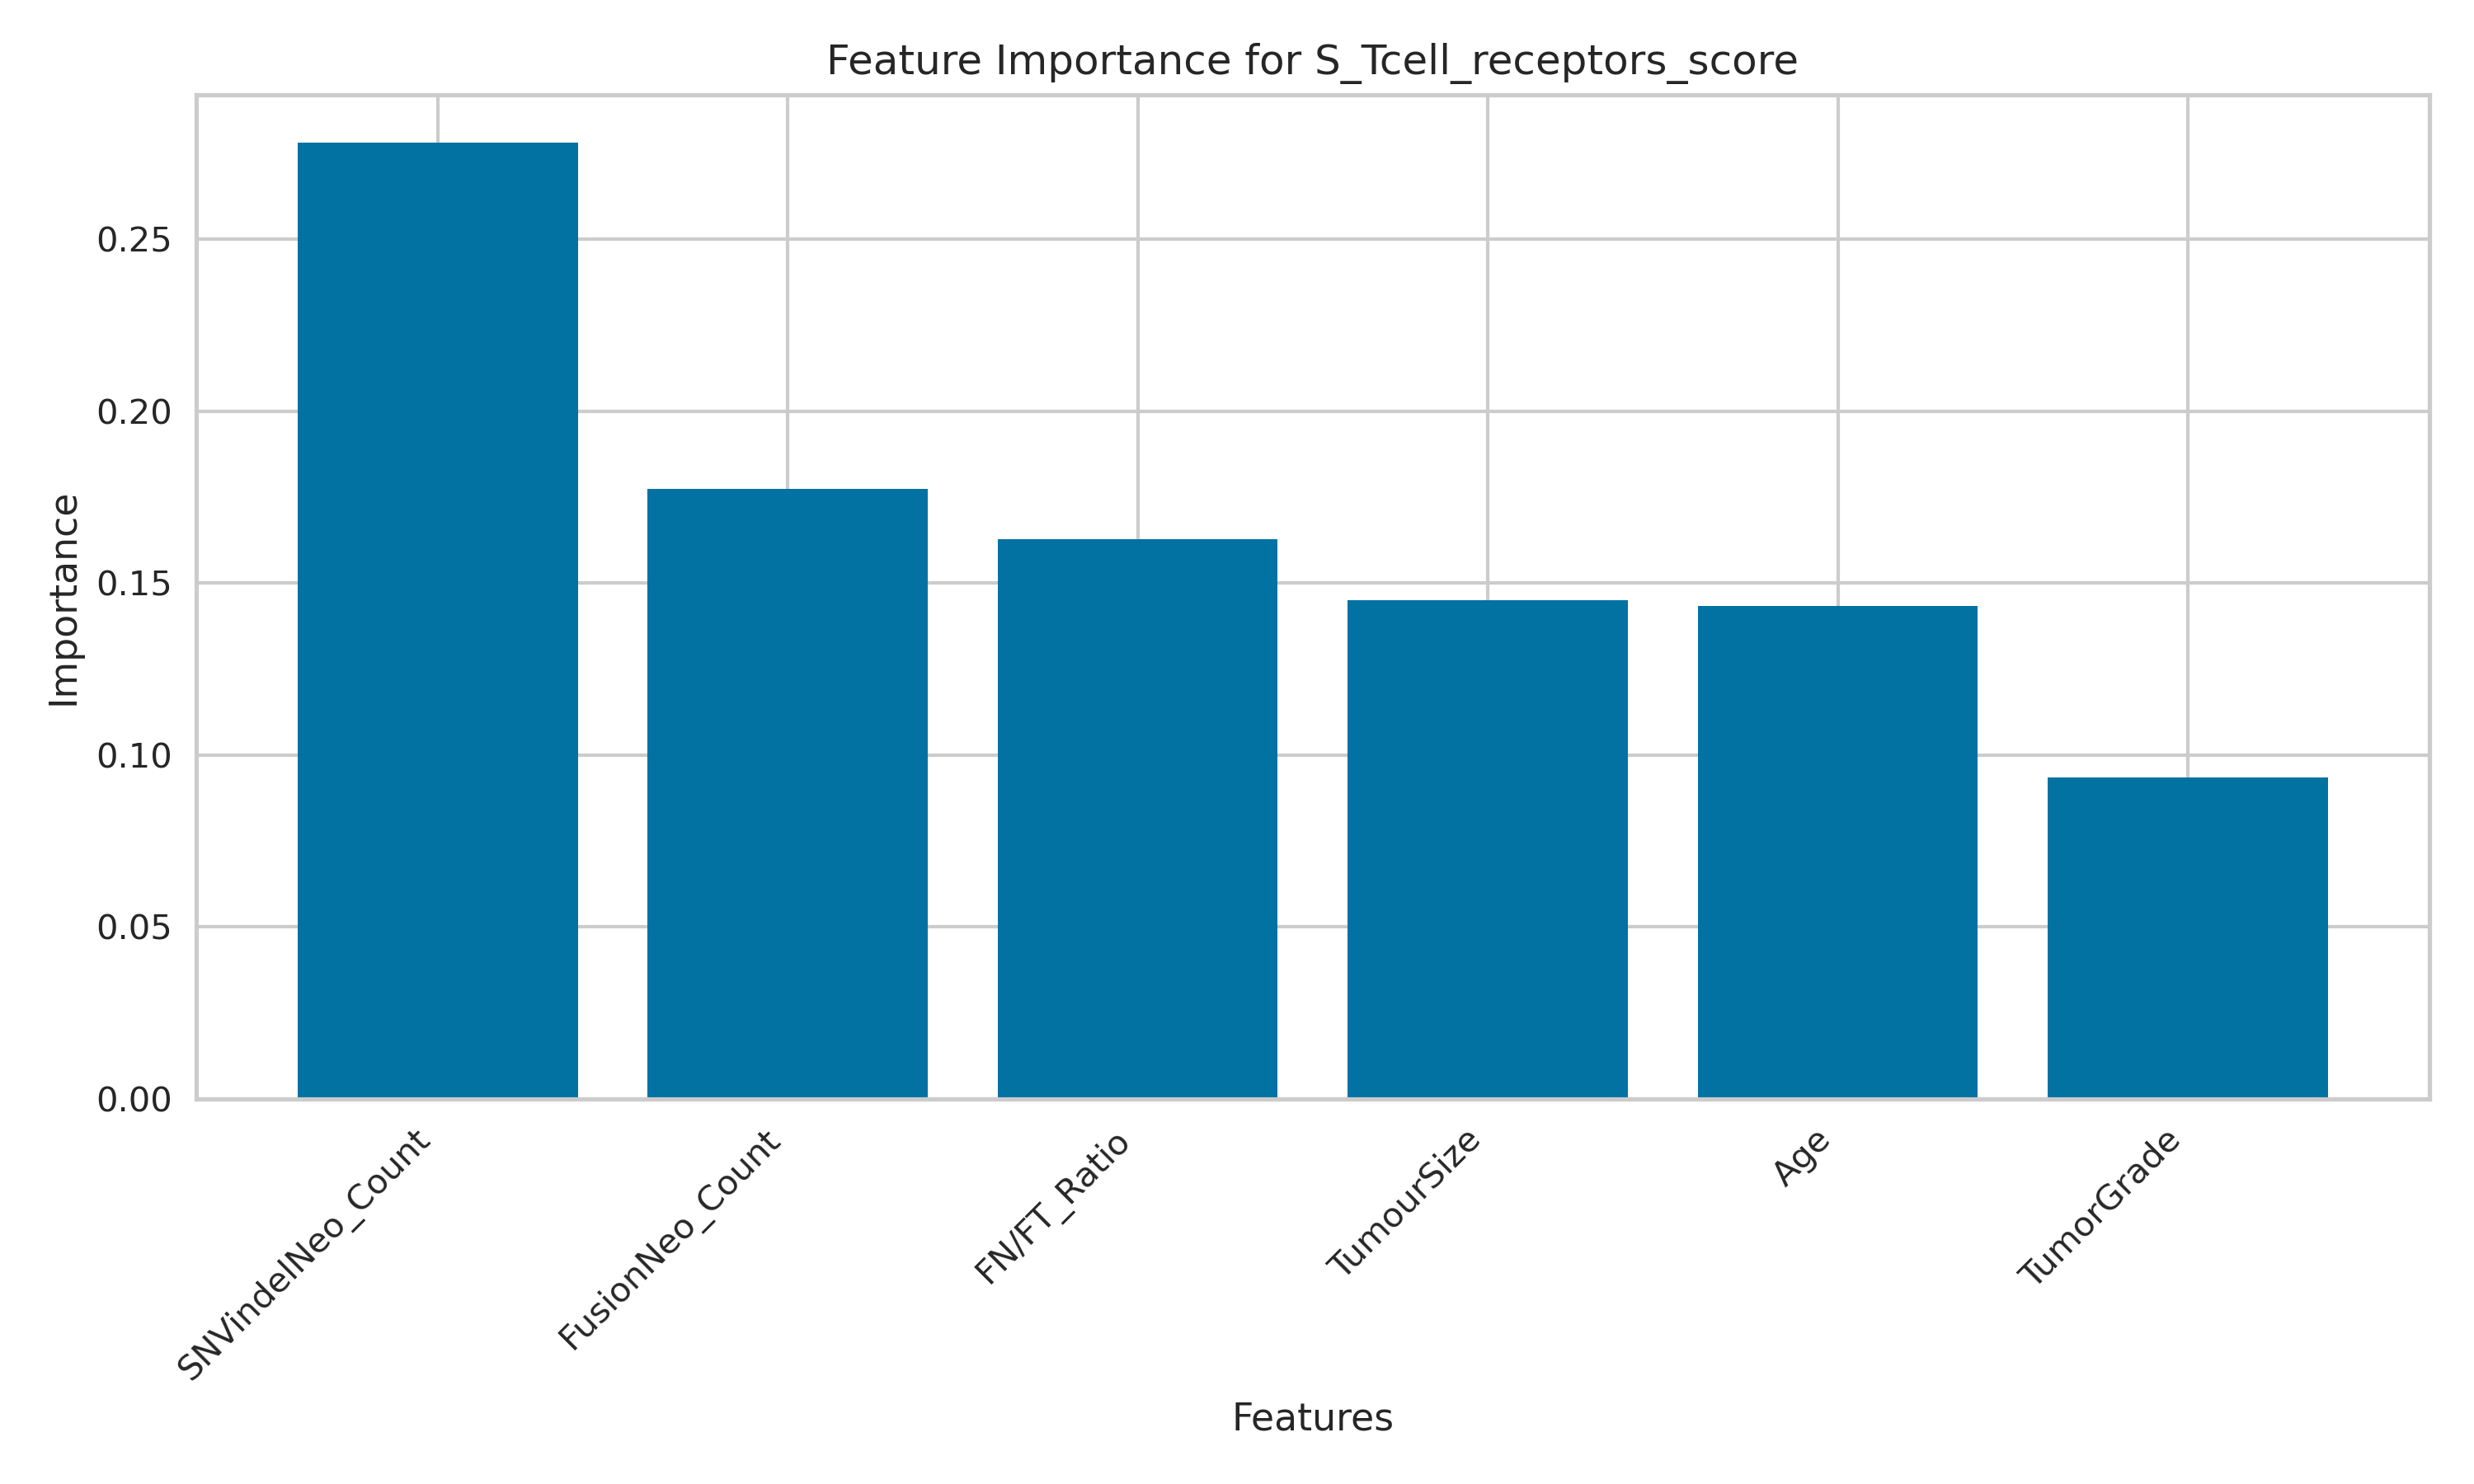 Feature Importance for S_Tcell_receptors_score
Importance
0.25
0.20
0.15
0.10
0.05
0.00
SNVindelNeo_Count
FusionNeo_Count
FN/FT_Ratio
TumourSize
Age
TumorGrade
Features